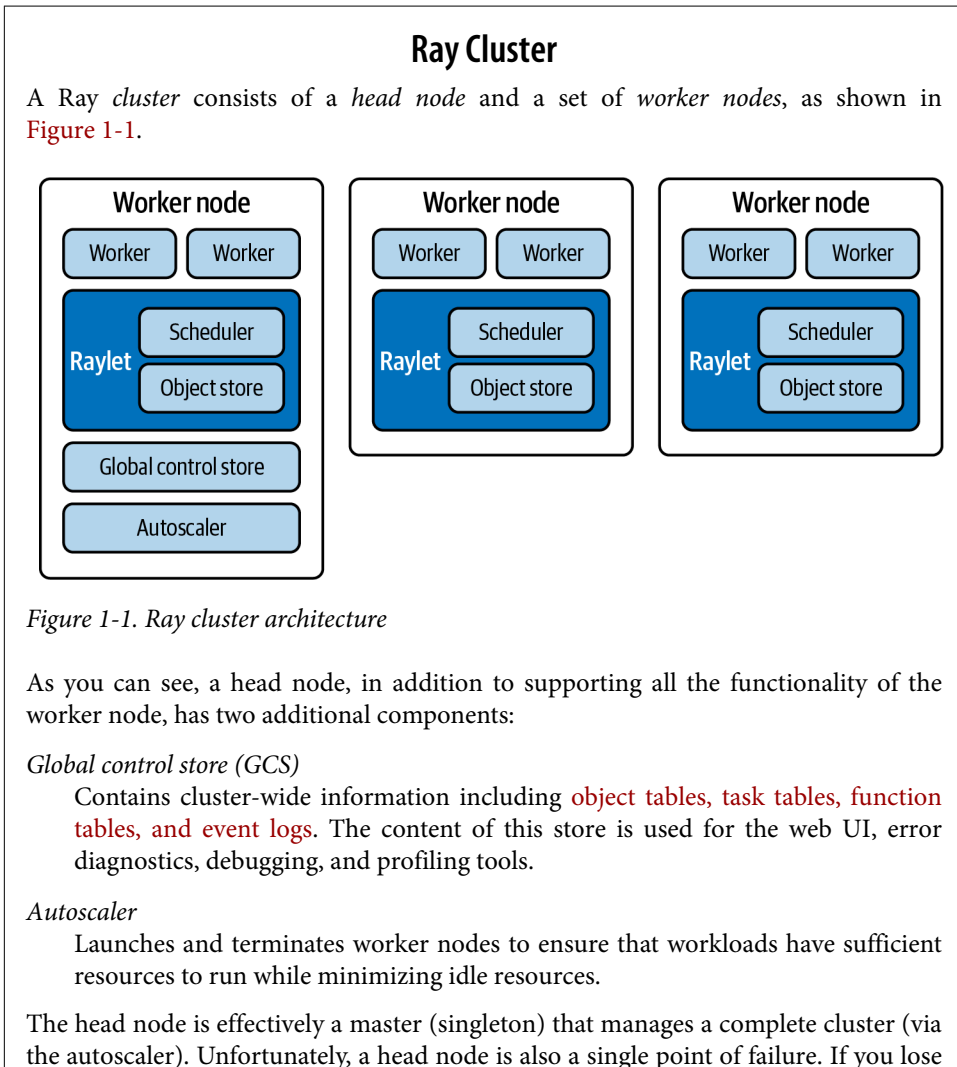 Ray Cluster
A Ray cluster consists of a head node and a set of worker nodes, as shown in
Figure 1-1.
Worker node
Worker Worker
Raylet
Scheduler
Object store
Global control store
Autoscaler
Worker node
Worker Worker
Raylet
Scheduler
Object store
Worker node
Worker Worker
Raylet
Scheduler
Object store
Figure 1-1. Ray cluster architecture
As you can see, a head node, in addition to supporting all the functionality of the
worker node, has two additional components:
Global control store (GCS)
Contains cluster-wide information including object tables, task tables, function
tables, and event logs. The content of this store is used for the web UI, error
diagnostics, debugging, and profiling tools.
Autoscaler
Launches and terminates worker nodes to ensure that workloads have sufficient
resources to run while minimizing idle resources.
The head node is effectively a master (singleton) that manages a complete cluster (via
the autoscaler). Unfortunately, a head node is also a single point of failure. If you lose